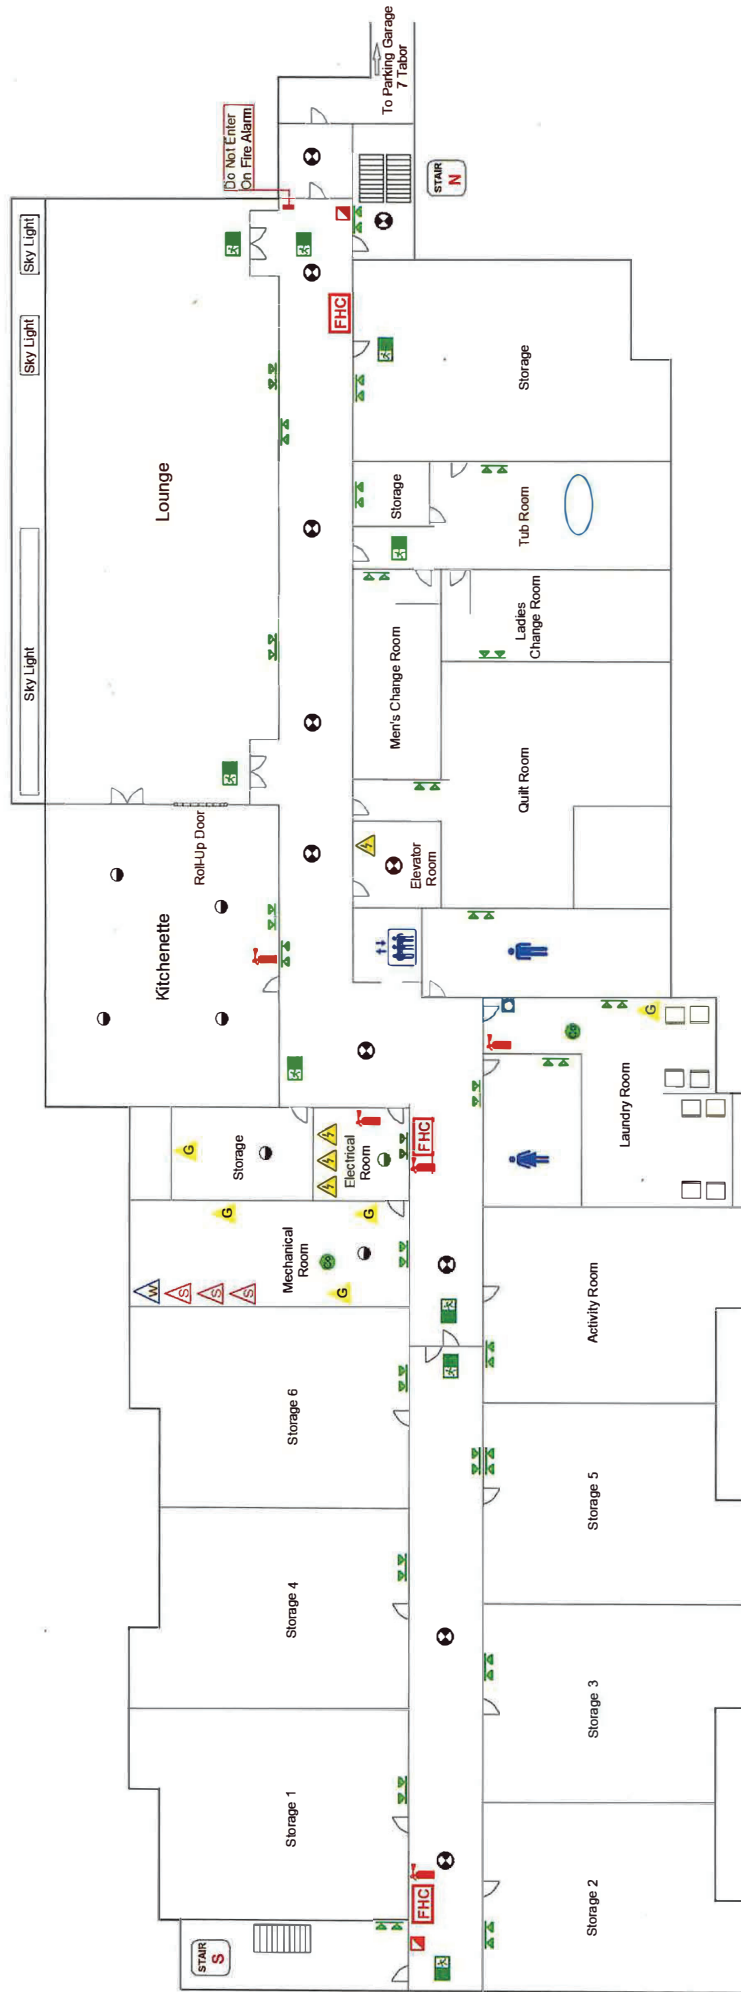 To Parking Garage
7 Tabor
Do Not Enter
On Fire Alarm
STAIR
N
Sky Light
Sky Light
Sky Light
FHC
Lounge
Storage
Storage
Tub Room
Ladies
Change Room
Men's Change Room
Quilt Room
Roll-Up Door
Kitchenette
Elevator
Room
G
Co
Laundry Room
G
Storage
Electrical
Room
FHC
G
G
G
Co
Mechanical
Room
W
S
S
S
Activity Room
Storage 6
Storage 5
Storage 4
Storage 3
Storage 1
Storage 2
FHC
STAIR
S